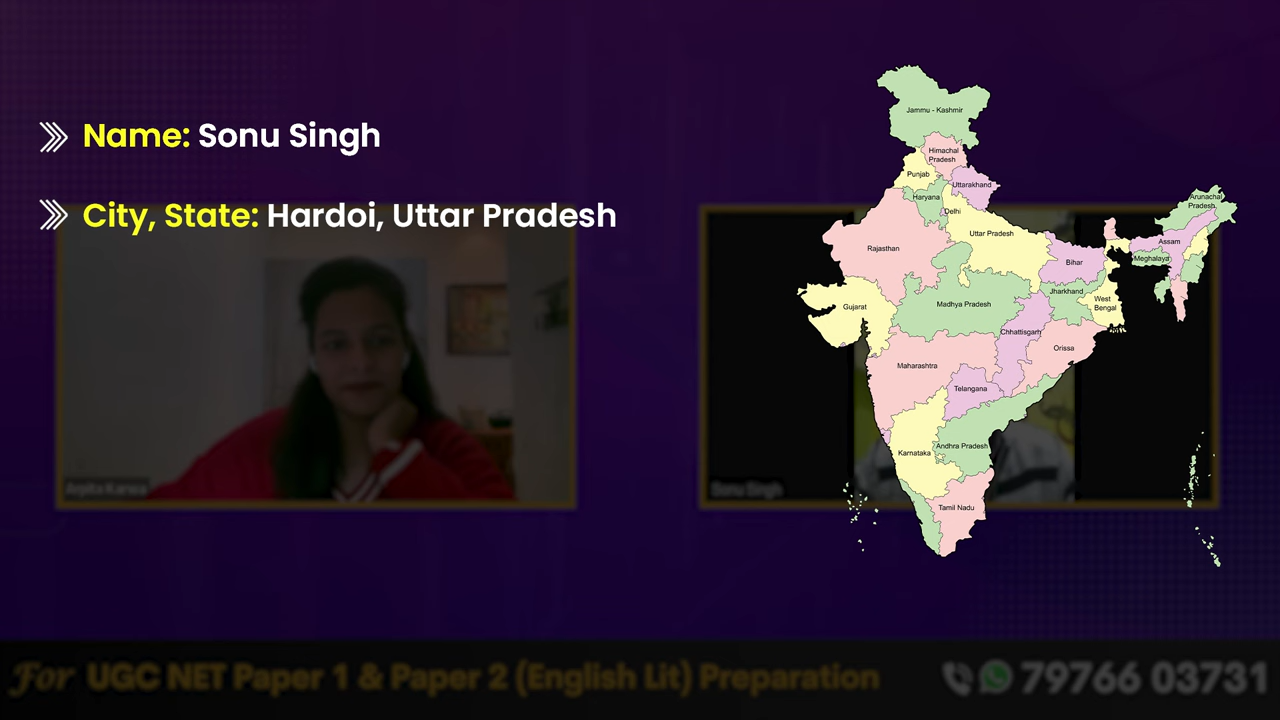 Name: Sonu Singh
City, State: Hardoi, Uttar Pradesh
Jammu - Kashmir
Himachal
Pradesh
Punjab
Uttarakhand
Haryana
Delhi
Arunachal
Pradesh
Rajasthan
Uttar Pradesh
Assam
Bihar
Meghalaya
Gujarat
Madhya Pradesh
Jharkhand
West
Bengal
Chhattisgarh
Orissa
Maharashtra
Telangana
Karnataka
Andhra Pradesh
Tamil Nadu
Sonu Singh
For UGC NET Paper 1 & Paper 2 (English Lit) Preparation
79766 03731